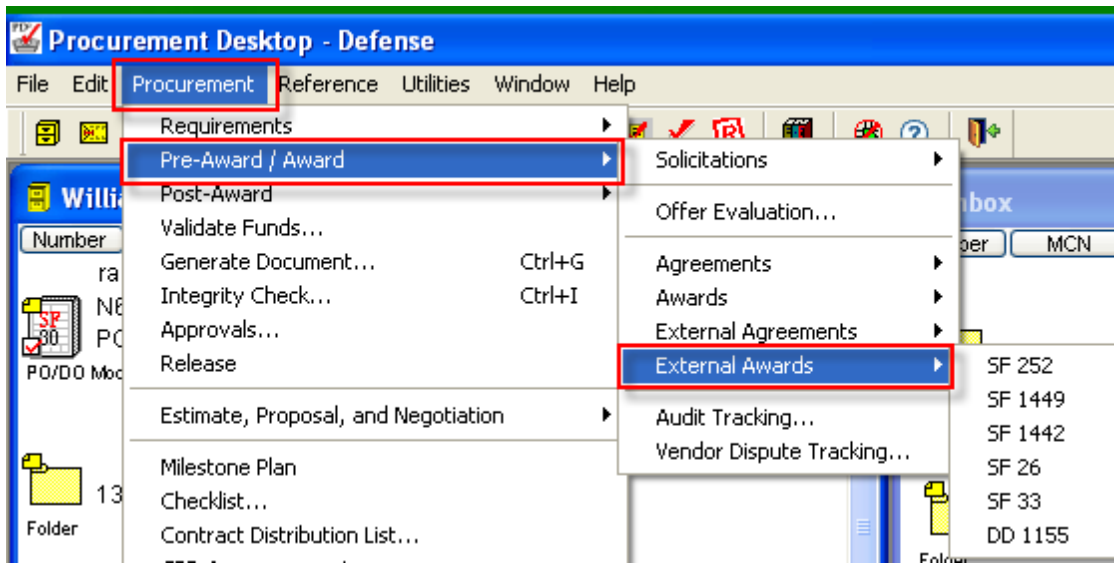 Procurement Desktop - Defense
File Edit Procurement Reference Utilities Window Help
Requirements
Pre-Award / Award
Post-Award
Validate Funds...
Generate Document... Ctrl+G
Integrity Check... Ctrl+I
Approvals...
Release
Estimate, Proposal, and Negotiation
Milestone Plan
Checklist...
Contract Distribution List...
Solicitations
Offer Evaluation...
Agreements
Awards
External Agreements
External Awards
Audit Tracking...
Vendor Dispute Tracking...
SF 252
SF 1449
SF 1442
SF 26
SF 33
DD 1155
Number
SF
30
PO/DO
13
Folder
MCN